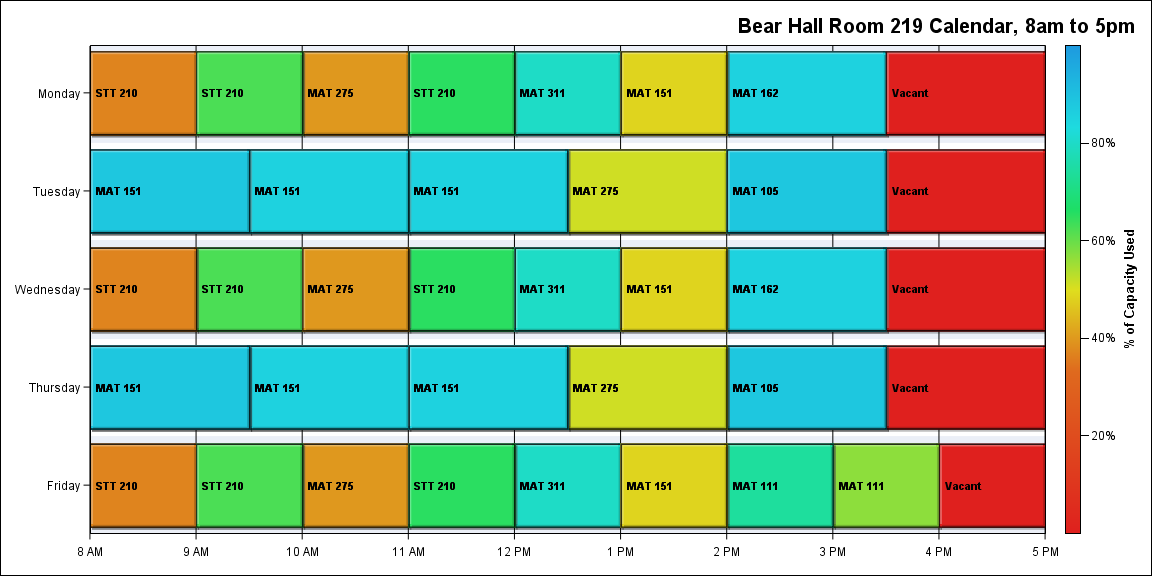 Bear Hall Room 219 Calendar, 8am to 5pm
Monday
STT 210
STT 210
MAT 275
STT 210
MAT 311
MAT 151
MAT 162
Vacant
Tuesday
MAT 151
MAT 151
MAT 151
MAT 275
MAT 105
Vacant
Wednesday
STT 210
STT 210
MAT 275
STT 210
MAT 311
MAT 151
MAT 162
Vacant
Thursday
MAT 151
MAT 151
MAT 151
MAT 275
MAT 105
Vacant
Friday
STT 210
STT 210
MAT 275
STT 210
MAT 311
MAT 151
MAT 111
MAT 111
Vacant
8 AM
9 AM
10 AM
11 AM
12 PM
1 PM
2 PM
3 PM
4 PM
5 PM
80%
60%
40%
20%
% of Capacity Used